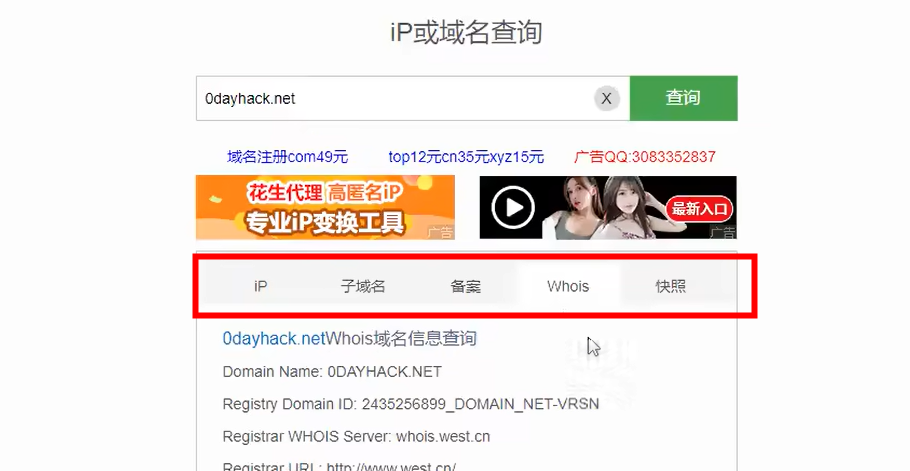 iP或域名查询
0dayhack.net X 查询
域名注册com49元 top12元cn35元xyz15元 广告QQ:3083352837
花生代理 高匿名iP
专业iP变换工具
广告
最新入口
广告
iP 子域名 备案 Whois 快照
0dayhack.netWhois域名信息查询
Domain Name: 0DAYHACK.NET
Registry Domain ID: 2435256899_DOMAIN_NET-VRSN
Registrar WHOIS Server: whois.west.cn
Registrar URL: http://www.west.cn/